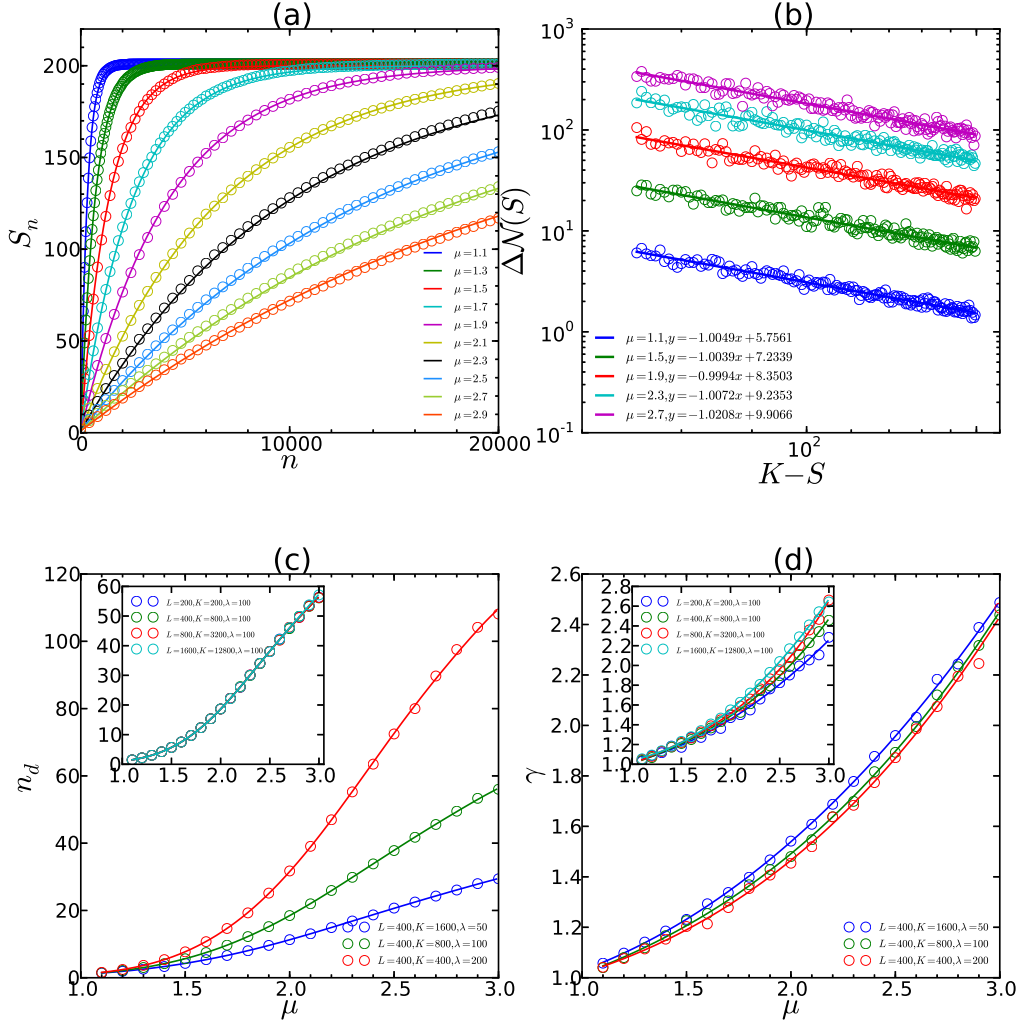 (a)
200
150
100
50
0
0
10000
20000
S_n
n
μ=1.1
μ=1.3
μ=1.5
μ=1.7
μ=1.9
μ=2.1
μ=2.3
μ=2.5
μ=2.7
μ=2.9
(b)
10^3
10^2
10^1
10^0
10^-1
10^2
ΔN(S)
K−S
μ=1.1,y=−1.0049x+5.7561
μ=1.5,y=−1.0039x+7.2339
μ=1.9,y=−0.9994x+8.3503
μ=2.3,y=−1.0072x+9.2353
μ=2.7,y=−1.0208x+9.9066
(c)
120
100
80
60
40
20
0
1.0
1.5
2.0
2.5
3.0
n_d
μ
60
50
40
30
20
10
0
1.0
1.5
2.0
2.5
3.0
L=200,K=200,λ=100
L=400,K=800,λ=100
L=800,K=3200,λ=100
L=1600,K=12800,λ=100
L=400,K=1600,λ=50
L=400,K=800,λ=100
L=400,K=400,λ=200
(d)
2.6
2.4
2.2
2.0
1.8
1.6
1.4
1.2
1.0
1.0
1.5
2.0
2.5
3.0
γ
μ
2.8
2.6
2.4
2.2
2.0
1.8
1.6
1.4
1.2
1.0
1.0
1.5
2.0
2.5
3.0
L=200,K=200,λ=100
L=400,K=800,λ=100
L=800,K=3200,λ=100
L=1600,K=12800,λ=100
L=400,K=1600,λ=50
L=400,K=800,λ=100
L=400,K=400,λ=200